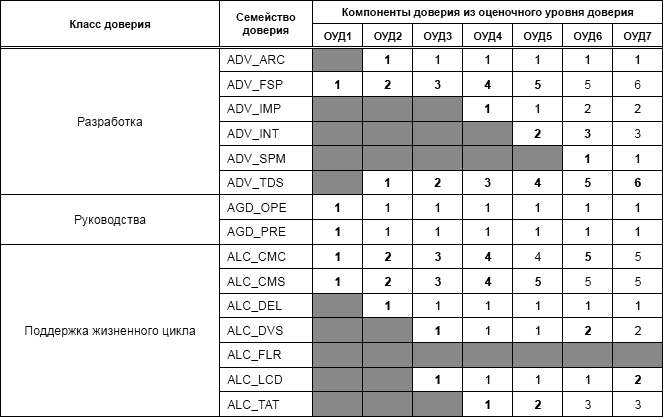 Класс доверия Семейство доверия Компоненты доверия из оценочного уровня доверия
ОУД1 ОУД2 ОУД3 ОУД4 ОУД5 ОУД6 ОУД7
Разработка
ADV_ARC 1 1 1 1 1 1
ADV_FSP 1 2 3 4 5 5 6
ADV_IMP 1 1 2 2
ADV_INT 2 3 3
ADV_SPM 1 1
ADV_TDS 1 2 3 4 5 6
Руководства
AGD_OPE 1 1 1 1 1 1 1
AGD_PRE 1 1 1 1 1 1 1
Поддержка жизненного цикла
ALC_CMC 1 2 3 4 4 5 5
ALC_CMS 1 2 3 4 5 5 5
ALC_DEL 1 1 1 1 1 1
ALC_DVS 1 1 1 2 2
ALC_FLR
ALC_LCD 1 1 1 1 2
ALC_TAT 1 2 3 3